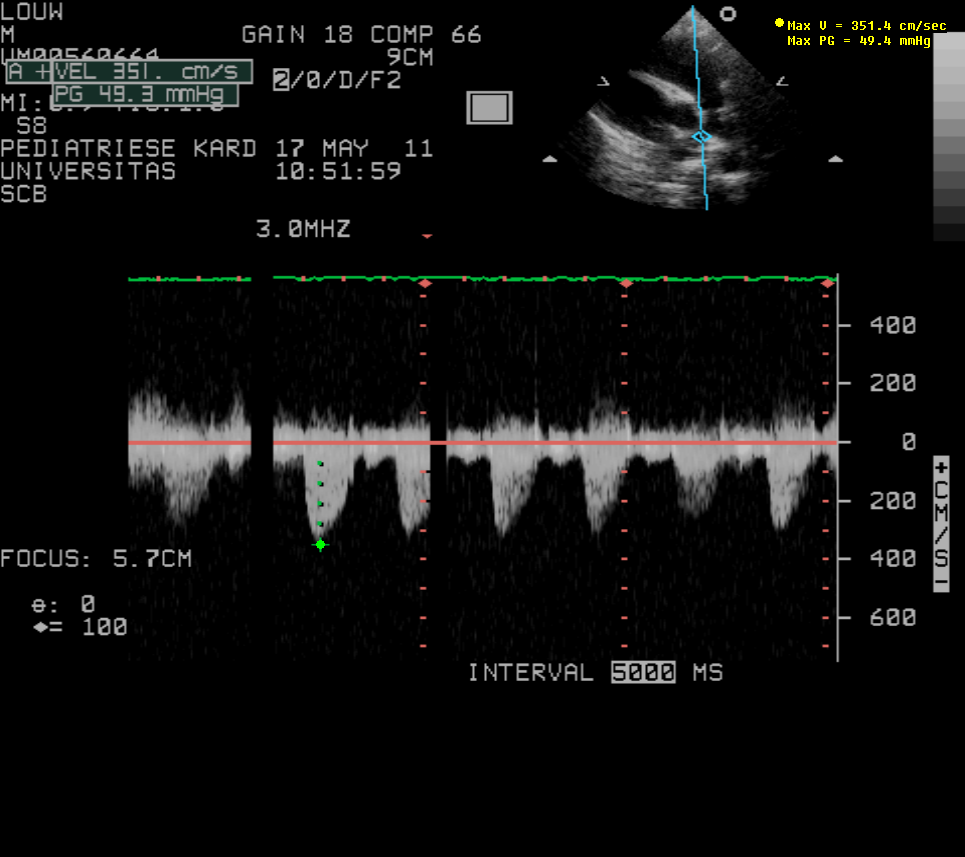 LOUW
M GAIN 18 COMP 66
UM00560664 9CM
A + VEL 351. cm/s 2/0/D/F2
PG 49.3 mmHg
MI:
S8
PEDIATRIESE KARD 17 MAY 11
UNIVERSITAS 10:51:59
SCB
3.0MHZ
Max V = 351.4 cm/sec
Max PG = 49.4 mmHg
400
200
0
200
400
600
+CM/S-
FOCUS: 5.7CM
θ: 0
◆= 100
INTERVAL 5000 MS